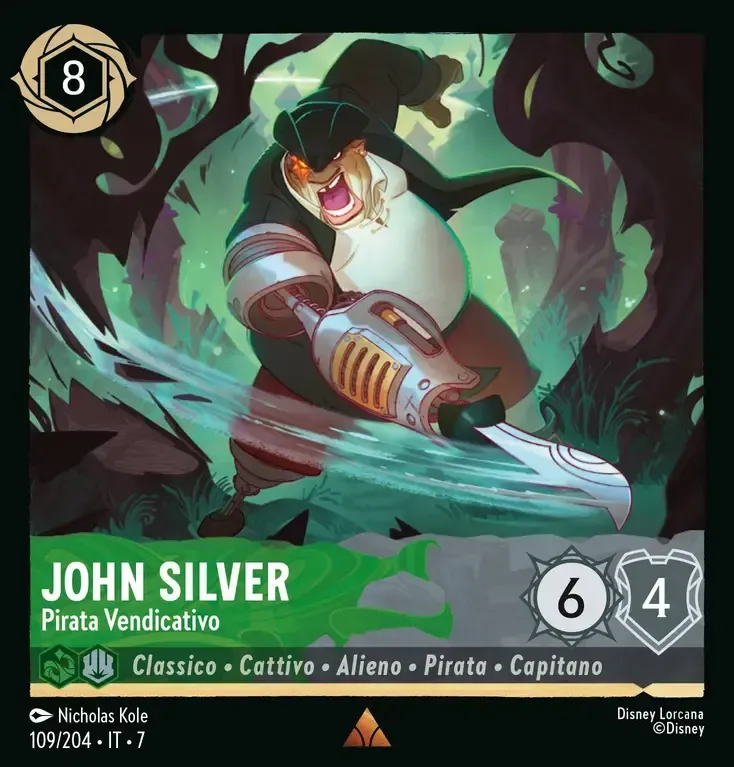 8
JOHN SILVER
Pirata Vendicativo
6
4
Classico • Cattivo • Alieno • Pirata • Capitano
Nicholas Kole
109/204 • IT • 7
Disney Lorcana
©Disney